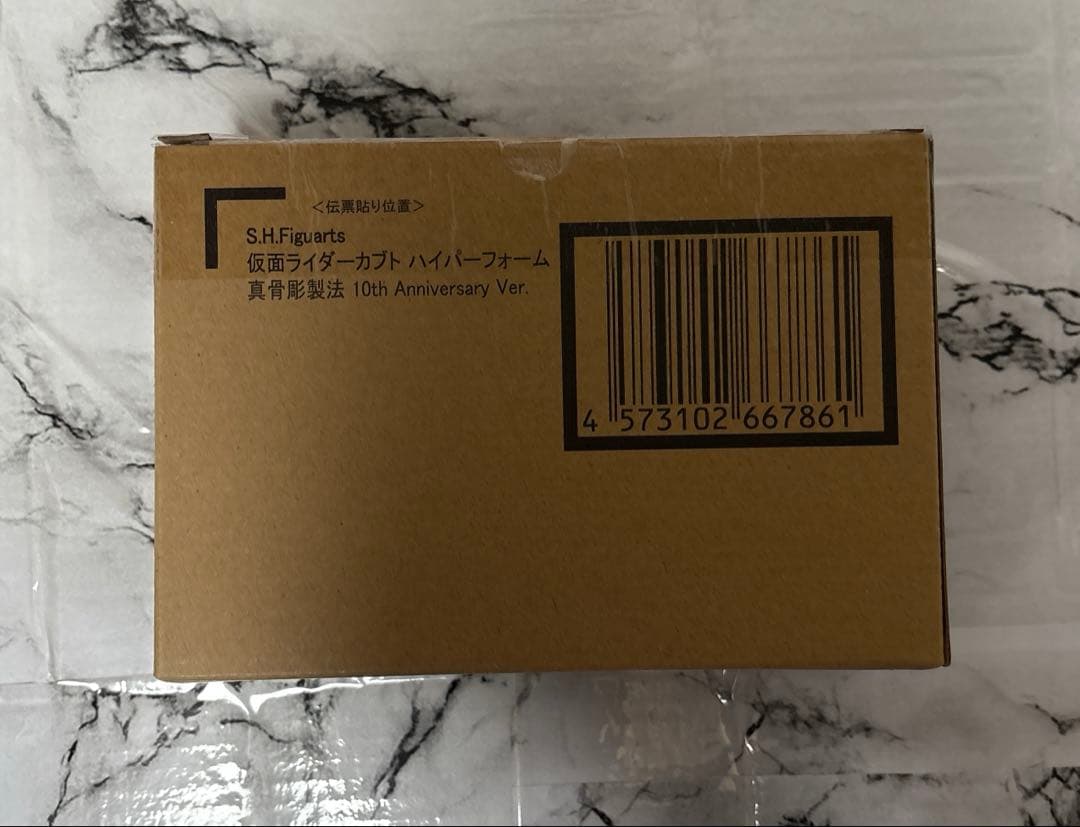 ＜伝票貼り位置＞
S.H.Figuarts
仮面ライダーカブト ハイパーフォーム
真骨彫製法 10th Anniversary Ver.
4 573102 667861